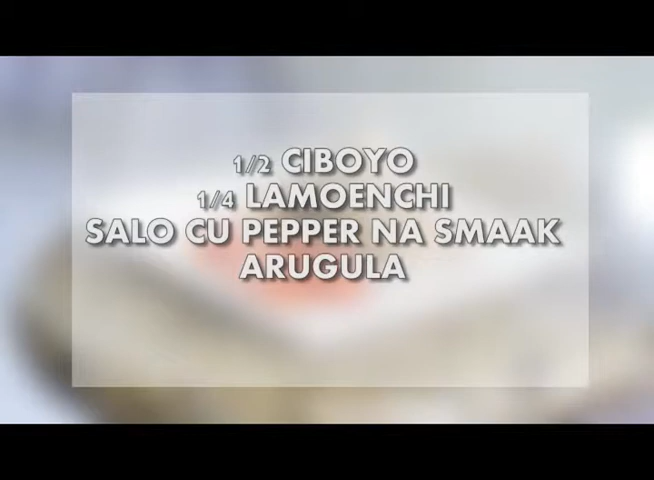 1/2 CIBOYO
1/4 LAMOENCHI
SALO CU PEPPER NA SMAAK
ARUGULA